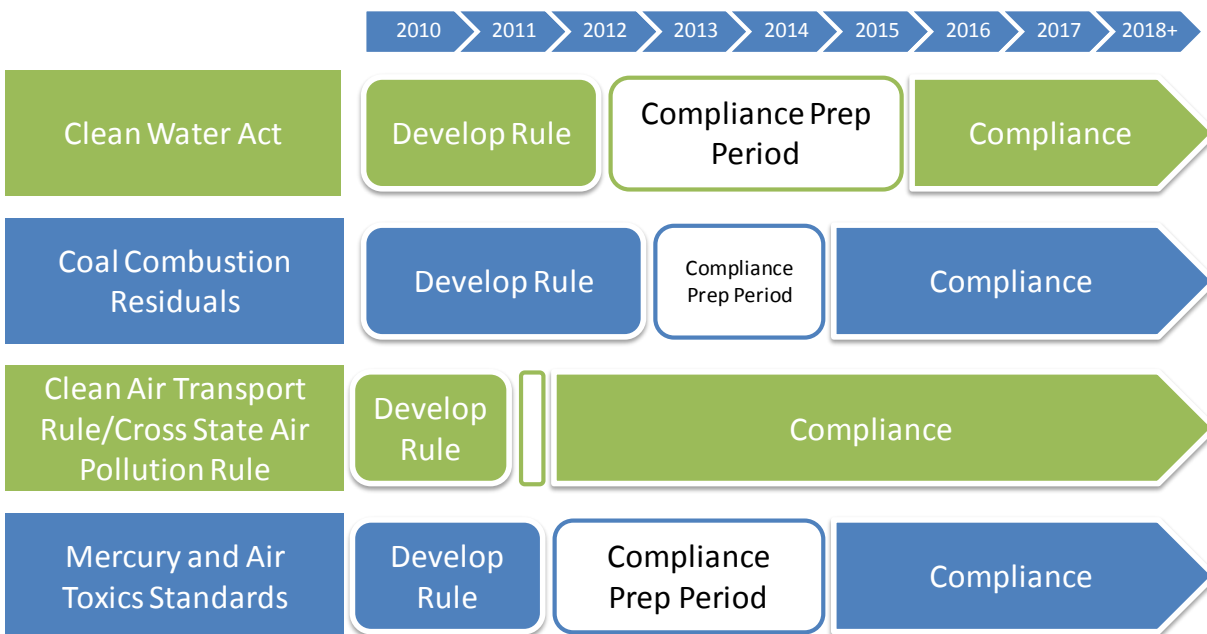 2010 2011 2012 2013 2014 2015 2016 2017 2018+
Clean Water Act
Develop Rule
Compliance Prep
Period
Compliance
Coal Combustion
Residuals
Develop Rule
Compliance
Prep Period
Compliance
Clean Air Transport
Rule/Cross State Air
Pollution Rule
Develop
Rule
Compliance
Mercury and Air
Toxics Standards
Develop
Rule
Compliance
Prep Period
Compliance